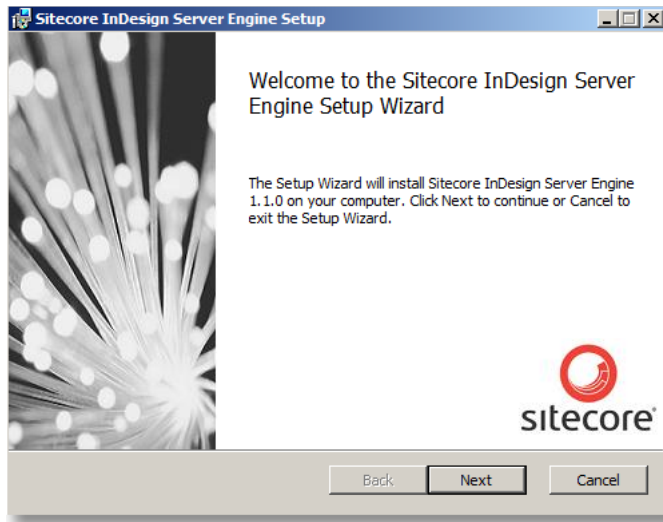 Sitecore InDesign Server Engine Setup
Welcome to the Sitecore InDesign Server
Engine Setup Wizard
The Setup Wizard will install Sitecore InDesign Server Engine
1.1.0 on your computer. Click Next to continue or Cancel to
exit the Setup Wizard.
sitecore
Back Next Cancel